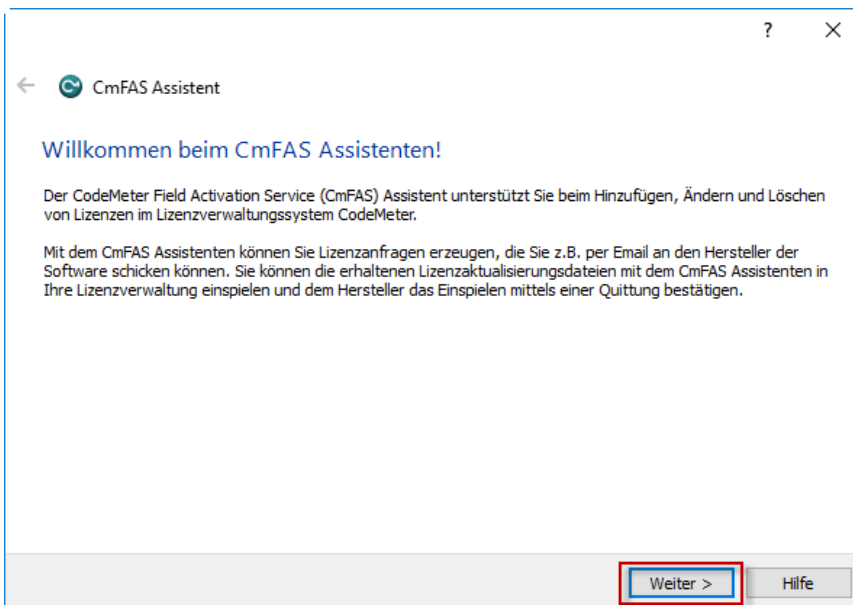 ?
CmFAS Assistent
Willkommen beim CmFAS Assistenten!
Der CodeMeter Field Activation Service (CmFAS) Assistent unterstützt Sie beim Hinzufügen, Ändern und Löschen
von Lizenzen im Lizenzverwaltungssystem CodeMeter.
Mit dem CmFAS Assistenten können Sie Lizenzanfragen erzeugen, die Sie z.B. per Email an den Hersteller der
Software schicken können. Sie können die erhaltenen Lizenzaktualisierungsdateien mit dem CmFAS Assistenten in
Ihre Lizenzverwaltung einspielen und dem Hersteller das Einspielen mittels einer Quittung bestätigen.
Weiter > Hilfe